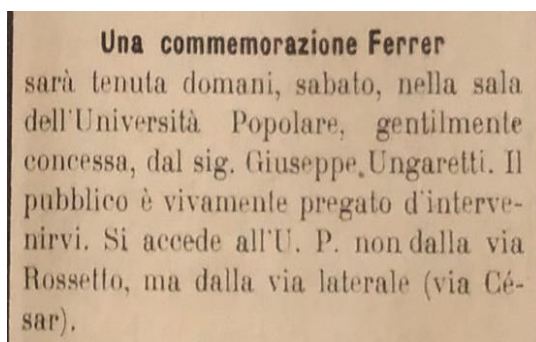 Una commemorazione Ferrer
sarà tenuta domani, sabato, nella sala
dell'Università Popolare, gentilmente
concessa, dal sig. Giuseppe Ungaretti. Il
pubblico è vivamente pregato d'interve-
nirvi. Si accede all'U. P. non dalla via
Rossetto, ma dalla via laterale (via Cé-
sar).